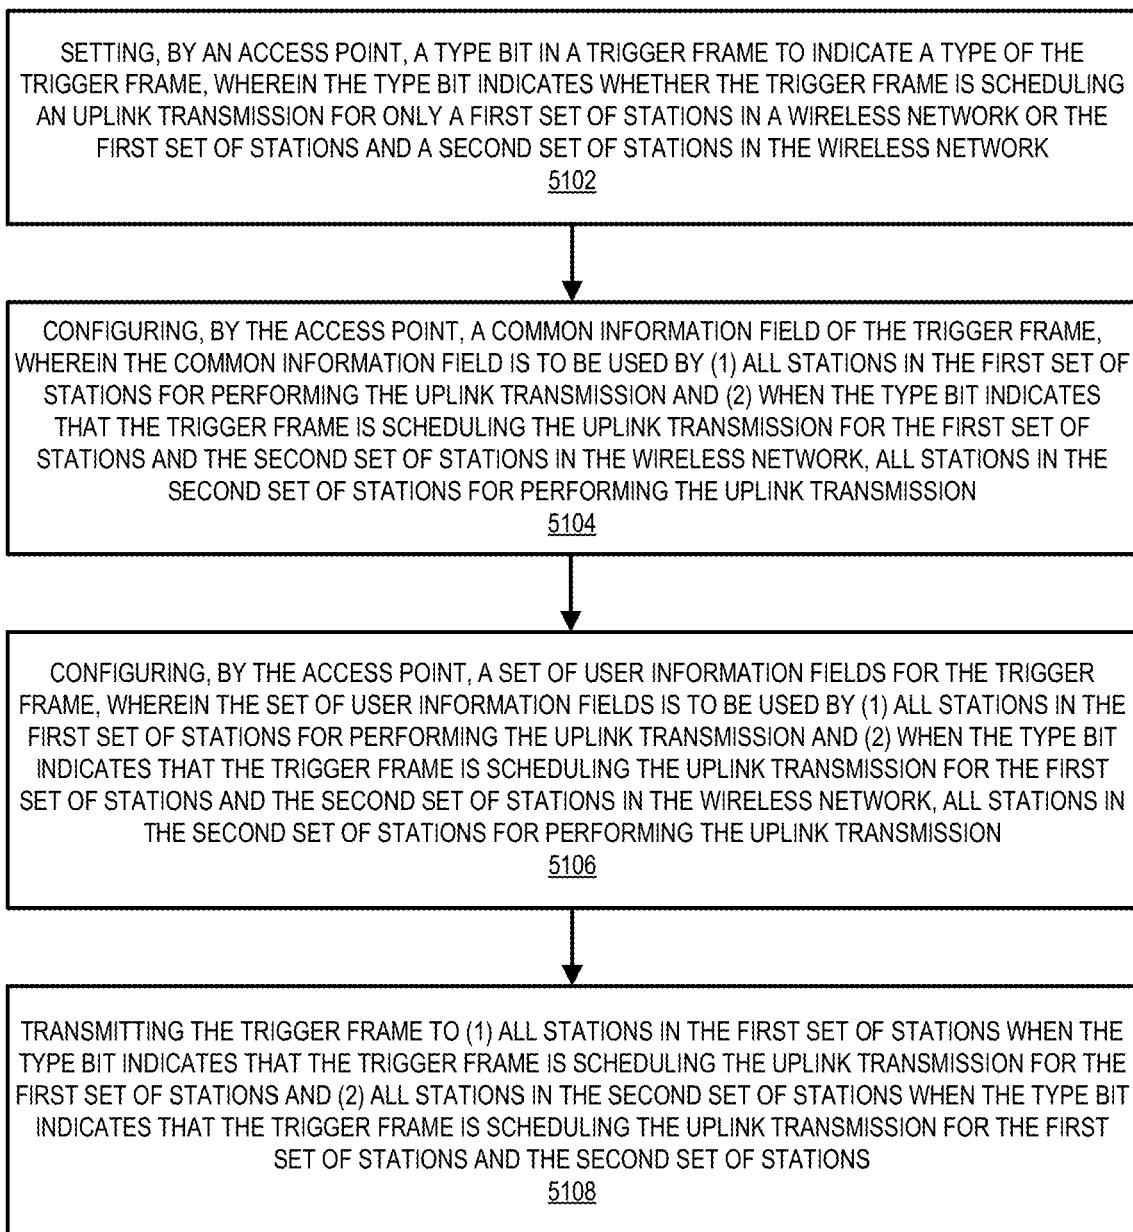 SETTING, BY AN ACCESS POINT, A TYPE BIT IN A TRIGGER FRAME TO INDICATE A TYPE OF THE
TRIGGER FRAME, WHEREIN THE TYPE BIT INDICATES WHETHER THE TRIGGER FRAME IS SCHEDULING
AN UPLINK TRANSMISSION FOR ONLY A FIRST SET OF STATIONS IN A WIRELESS NETWORK OR THE
FIRST SET OF STATIONS AND A SECOND SET OF STATIONS IN THE WIRELESS NETWORK
5102
CONFIGURING, BY THE ACCESS POINT, A COMMON INFORMATION FIELD OF THE TRIGGER FRAME,
WHEREIN THE COMMON INFORMATION FIELD IS TO BE USED BY (1) ALL STATIONS IN THE FIRST SET OF
STATIONS FOR PERFORMING THE UPLINK TRANSMISSION AND (2) WHEN THE TYPE BIT INDICATES
THAT THE TRIGGER FRAME IS SCHEDULING THE UPLINK TRANSMISSION FOR THE FIRST SET OF
STATIONS AND THE SECOND SET OF STATIONS IN THE WIRELESS NETWORK, ALL STATIONS IN THE
SECOND SET OF STATIONS FOR PERFORMING THE UPLINK TRANSMISSION
5104
CONFIGURING, BY THE ACCESS POINT, A SET OF USER INFORMATION FIELDS FOR THE TRIGGER
FRAME, WHEREIN THE SET OF USER INFORMATION FIELDS IS TO BE USED BY (1) ALL STATIONS IN THE
FIRST SET OF STATIONS FOR PERFORMING THE UPLINK TRANSMISSION AND (2) WHEN THE TYPE BIT
INDICATES THAT THE TRIGGER FRAME IS SCHEDULING THE UPLINK TRANSMISSION FOR THE FIRST
SET OF STATIONS AND THE SECOND SET OF STATIONS IN THE WIRELESS NETWORK, ALL STATIONS IN
THE SECOND SET OF STATIONS FOR PERFORMING THE UPLINK TRANSMISSION
5106
TRANSMITTING THE TRIGGER FRAME TO (1) ALL STATIONS IN THE FIRST SET OF STATIONS WHEN THE
TYPE BIT INDICATES THAT THE TRIGGER FRAME IS SCHEDULING THE UPLINK TRANSMISSION FOR THE
FIRST SET OF STATIONS AND (2) ALL STATIONS IN THE SECOND SET OF STATIONS WHEN THE TYPE BIT
INDICATES THAT THE TRIGGER FRAME IS SCHEDULING THE UPLINK TRANSMISSION FOR THE FIRST
SET OF STATIONS AND THE SECOND SET OF STATIONS
5108